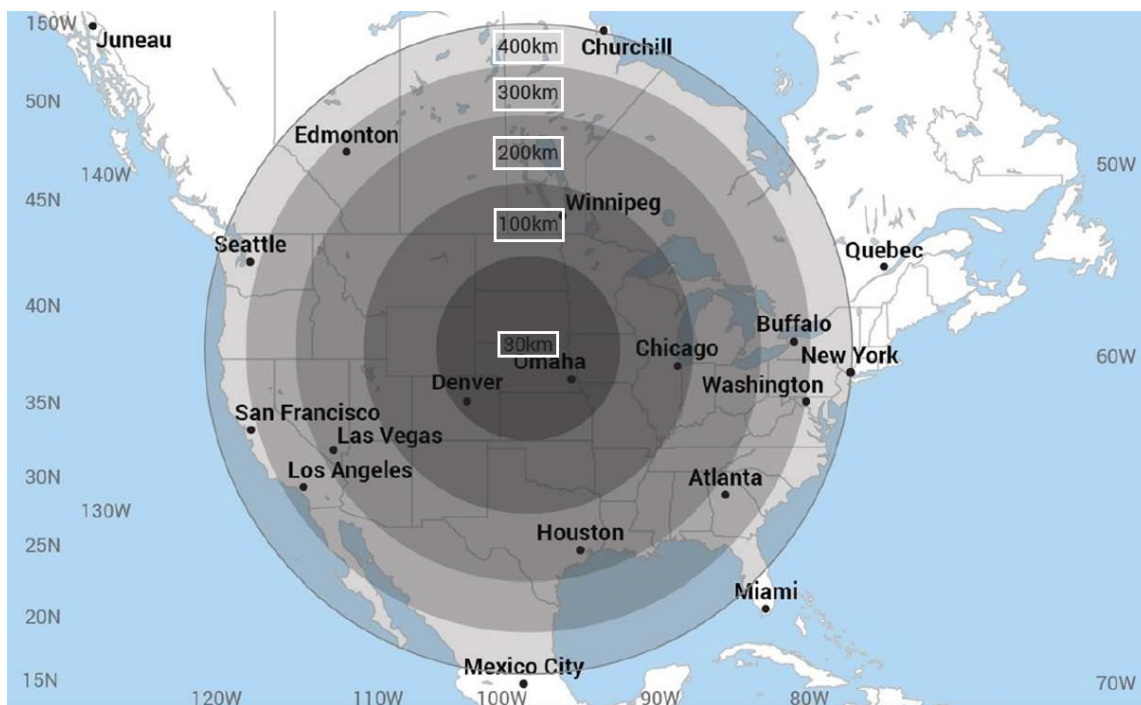 150W
Juneau
400km
Churchill
50N
300km
Edmonton
200km
140W
50W
45N
Winnipeg
100km
Seattle
Quebec
40N
Buffalo
30km
Chicago
New York
60W
Omaha
Denver
Washington
35N
San Francisco
Las Vegas
30N
Los Angeles
Atlanta
130W
Houston
25N
Miami
20N
Mexico City
15N
120W
110W
100W
90W
80W
70W